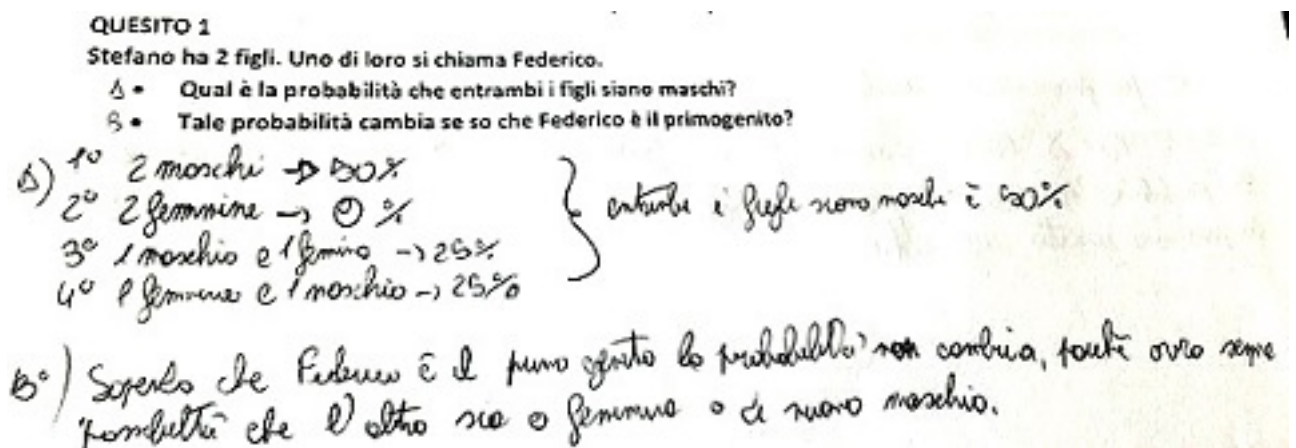 QUESITO 1
Stefano ha 2 figli. Uno di loro si chiama Federico.
A • Qual è la probabilità che entrambi i figli siano maschi?
B • Tale probabilità cambia se so che Federico è il primogenito?
A) 1° 2 maschi → 50%
2° 2 femmine → 0 %
3° 1 maschio e 1 femmina → 25%
4° 1 femmina e 1 maschio → 25%
} entrambi i figli siano maschi è 50%
B°) Sapendo che Federico è il primo genito la probabilità non cambia, avrò sempre
possibilità che l'altro sia o femmina o di nuovo maschio.